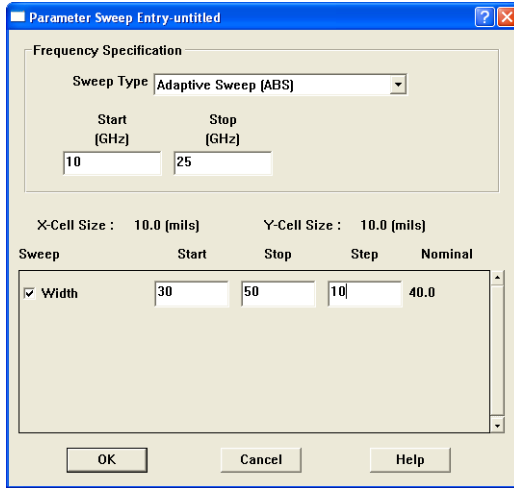 Parameter Sweep Entry-untitled
Frequency Specification
Sweep Type Adaptive Sweep (ABS)
Start Stop
(GHz) (GHz)
10 25
X-Cell Size : 10.0 (mils) Y-Cell Size : 10.0 (mils)
Sweep Start Stop Step Nominal
Width 30 50 10 40.0
OK Cancel Help